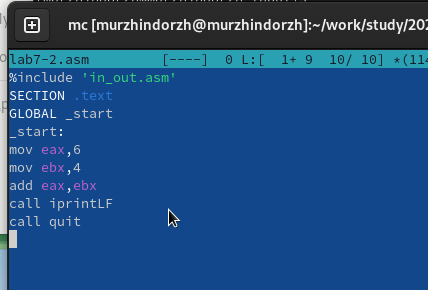 mc [murzhindorzh@murzhindorzh]:~/work/study/202
lab7-2.asm [----] 0 L:[ 1+ 9 10/ 10] *(114
%include 'in_out.asm'
SECTION .text
GLOBAL _start
_start:
mov eax,6
mov ebx,4
add eax,ebx
call iprintLF
call quit